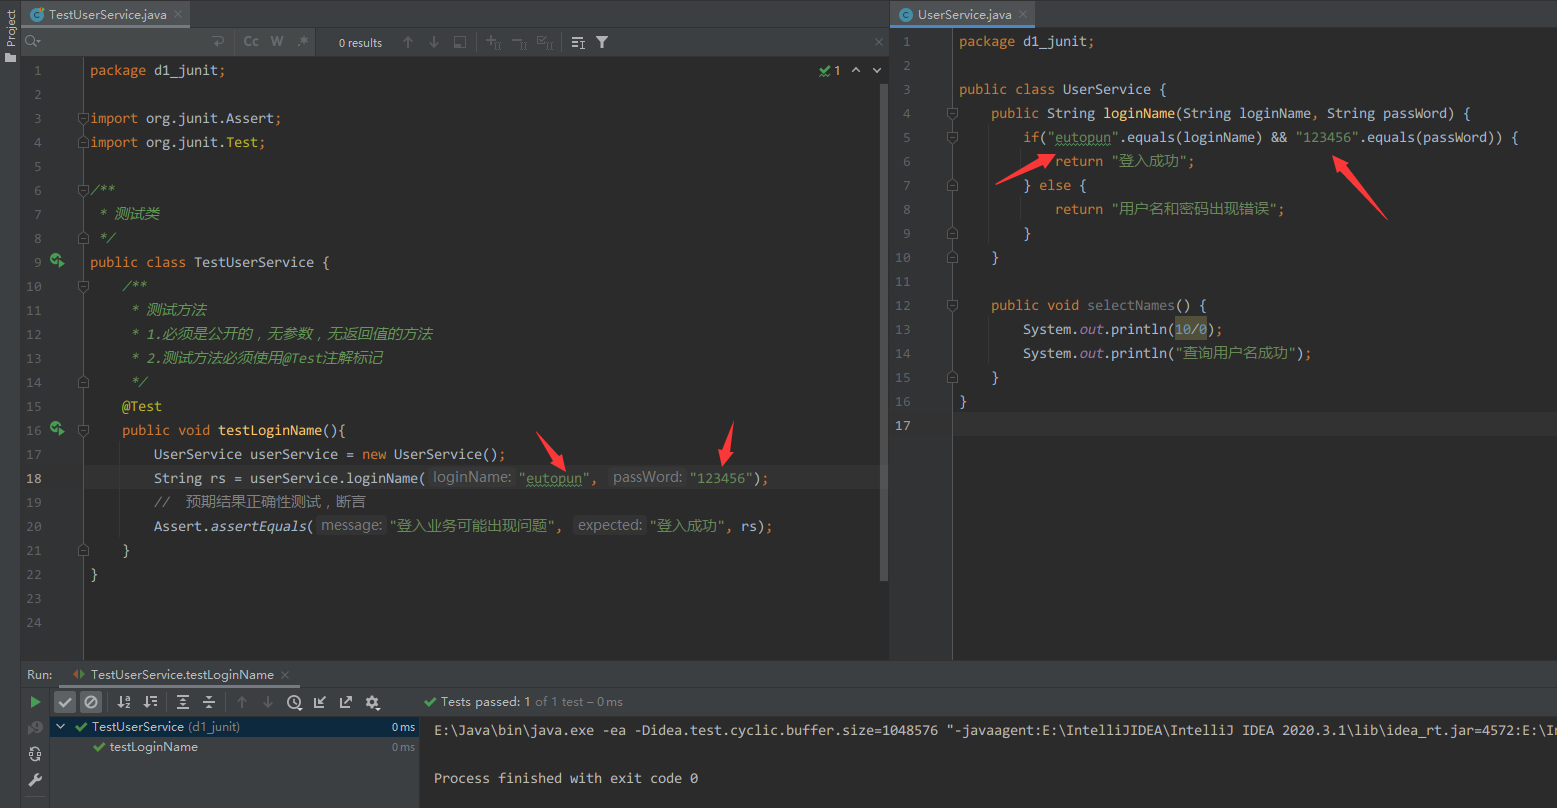 Project
TestUserService.java
Cc W .*
0 results
1
package d1_junit;
1
2
3
import org.junit.Assert;
4
import org.junit.Test;
5
6
/**
7
* 测试类
8
*/
9
public class TestUserService {
10
/**
11
* 测试方法
12
* 1.必须是公开的，无参数，无返回值的方法
13
* 2.测试方法必须使用@Test注解标记
14
*/
15
@Test
16
public void testLoginName(){
17
UserService userService = new UserService();
18
String rs = userService.loginName( loginName: "eutopun", passWord: "123456");
19
// 预期结果正确性测试，断言
20
Assert.assertEquals( message: "登入业务可能出现问题", expected: "登入成功", rs);
21
}
22
}
23
24
UserService.java
1
package d1_junit;
2
3
public class UserService {
4
public String loginName(String loginName, String passWord) {
5
if("eutopun".equals(loginName) && "123456".equals(passWord)) {
6
return "登入成功";
7
} else {
8
return "用户名和密码出现错误";
9
}
10
}
11
12
public void selectNames() {
13
System.out.println(10/0);
14
System.out.println("查询用户名成功");
15
}
16
}
17
Run:
TestUserService.testLoginName
Tests passed: 1 of 1 test – 0 ms
TestUserService (d1_junit) 0 ms
testLoginName 0 ms
E:\Java\bin\java.exe -ea -Didea.test.cyclic.buffer.size=1048576 "-javaagent:E:\IntelliJIDEA\IntelliJ IDEA 2020.3.1\lib\idea_rt.jar=4572:E:\In
Process finished with exit code 0